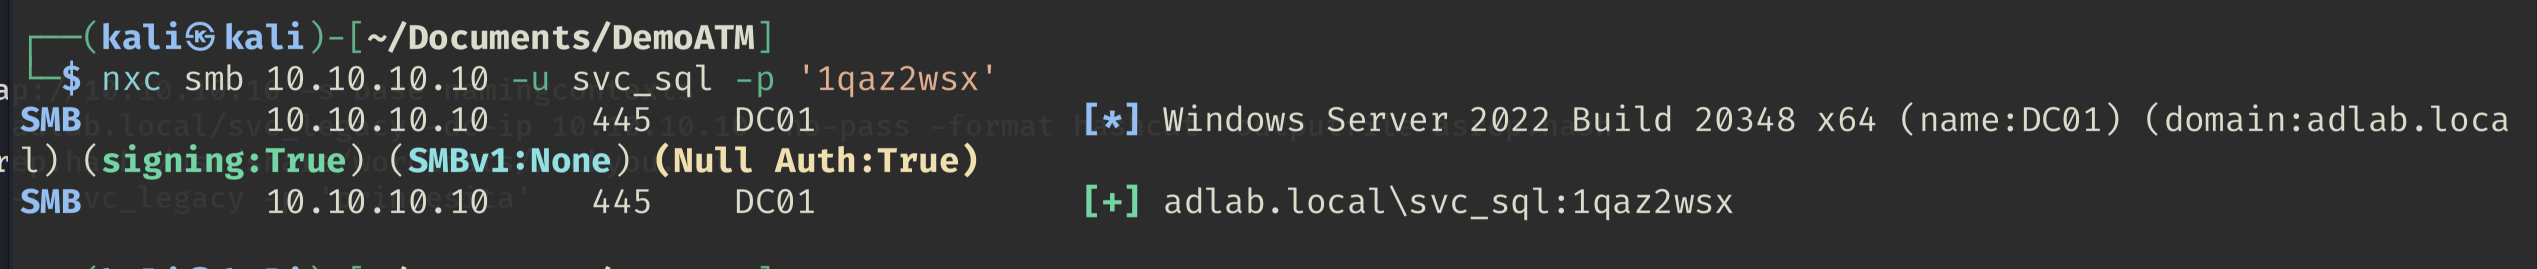 ┌──(kali㉿kali)-[~/Documents/DemoATM]
└─$ nxc smb 10.10.10.10 -u svc_sql -p '1qaz2wsx'
SMB 10.10.10.10 445 DC01 [*] Windows Server 2022 Build 20348 x64 (name:DC01) (domain:adlab.loca
l) (signing:True) (SMBv1:None) (Null Auth:True)
SMB 10.10.10.10 445 DC01 [+] adlab.local\svc_sql:1qaz2wsx